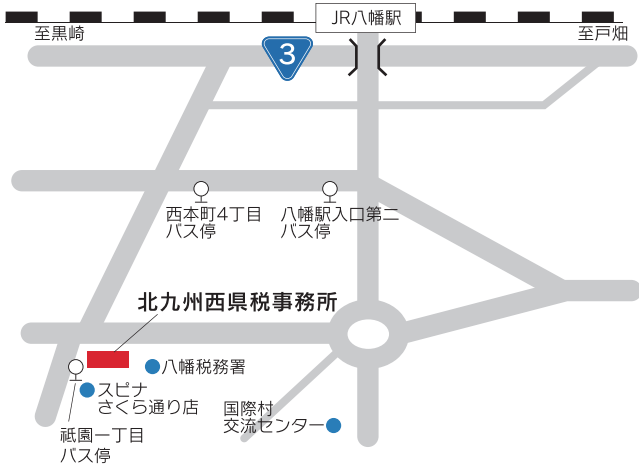 JR八幡駅
至黒崎
至戸畑
3
西本町4丁目
バス停
八幡駅入口第二
バス停
北九州西県税事務所
八幡税務署
スピナ
さくら通り店
国際村
交流センター
祇園一丁目
バス停